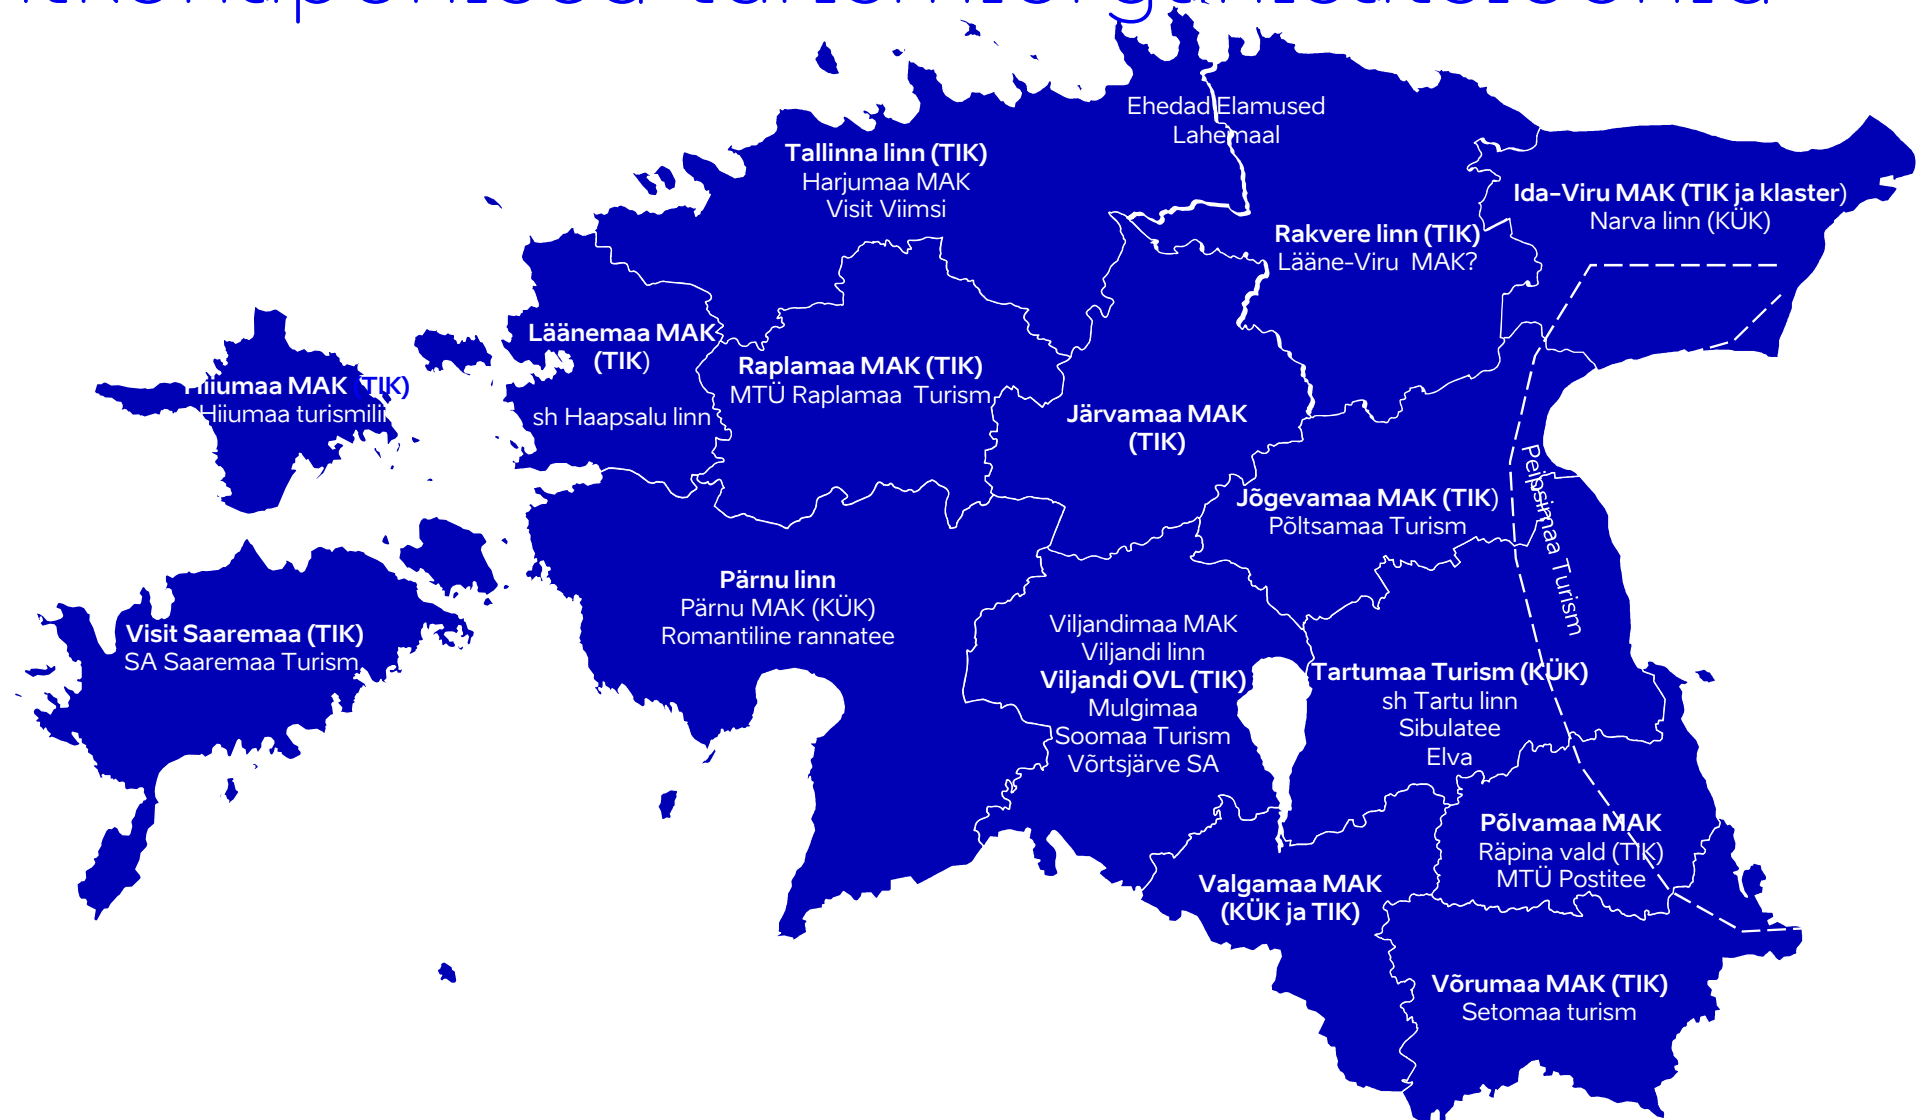 Ehedad Elamused
Lahemaal
Tallinna linn (TIK)
Harjumaa MAK
Visit Viimsi
Ida-Viru MAK (TIK ja klaster)
Narva linn (KÜK)
Rakvere linn (TIK)
Lääne-Viru MAK?
Läänemaa MAK
(TIK)
sh Haapsalu linn
Raplamaa MAK (TIK)
MTÜ Raplamaa Turism
Hiiumaa MAK (TIK)
Hiiumaa
Järvamaa MAK
(TIK)
Jõgevamaa MAK (TIK)
Põltsamaa Turism
Peipsimaa Turism
Pärnu linn
Pärnu MAK (KÜK)
Romantiline rannatee
Visit Saaremaa (TIK)
SA Saaremaa Turism
Viljandimaa MAK
Viljandi linn
Viljandi OVL (TIK)
Mulgimaa
Soomaa Turism
Võrtsjärve SA
Tartumaa Turism (KÜK)
sh Tartu linn
Sibulatee
Elva
Põlvamaa MAK
Räpina vald (TIK)
MTÜ Postitee
Valgamaa MAK
(KÜK ja TIK)
Võrumaa MAK (TIK)
Setomaa turism